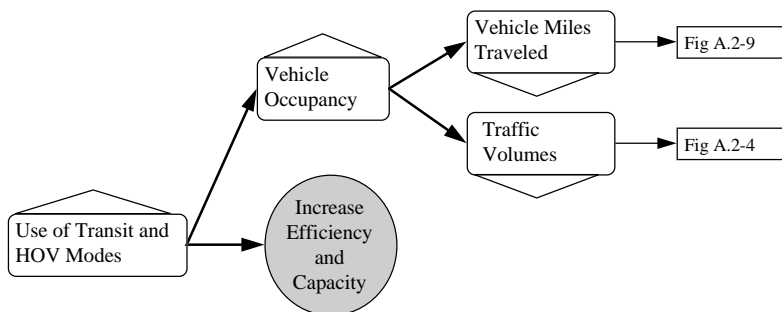 Vehicle Miles
Traveled
Fig A.2-9
Vehicle
Occupancy
Traffic
Volumes
Fig A.2-4
Use of Transit and
HOV Modes
Increase
Efficiency
and
Capacity